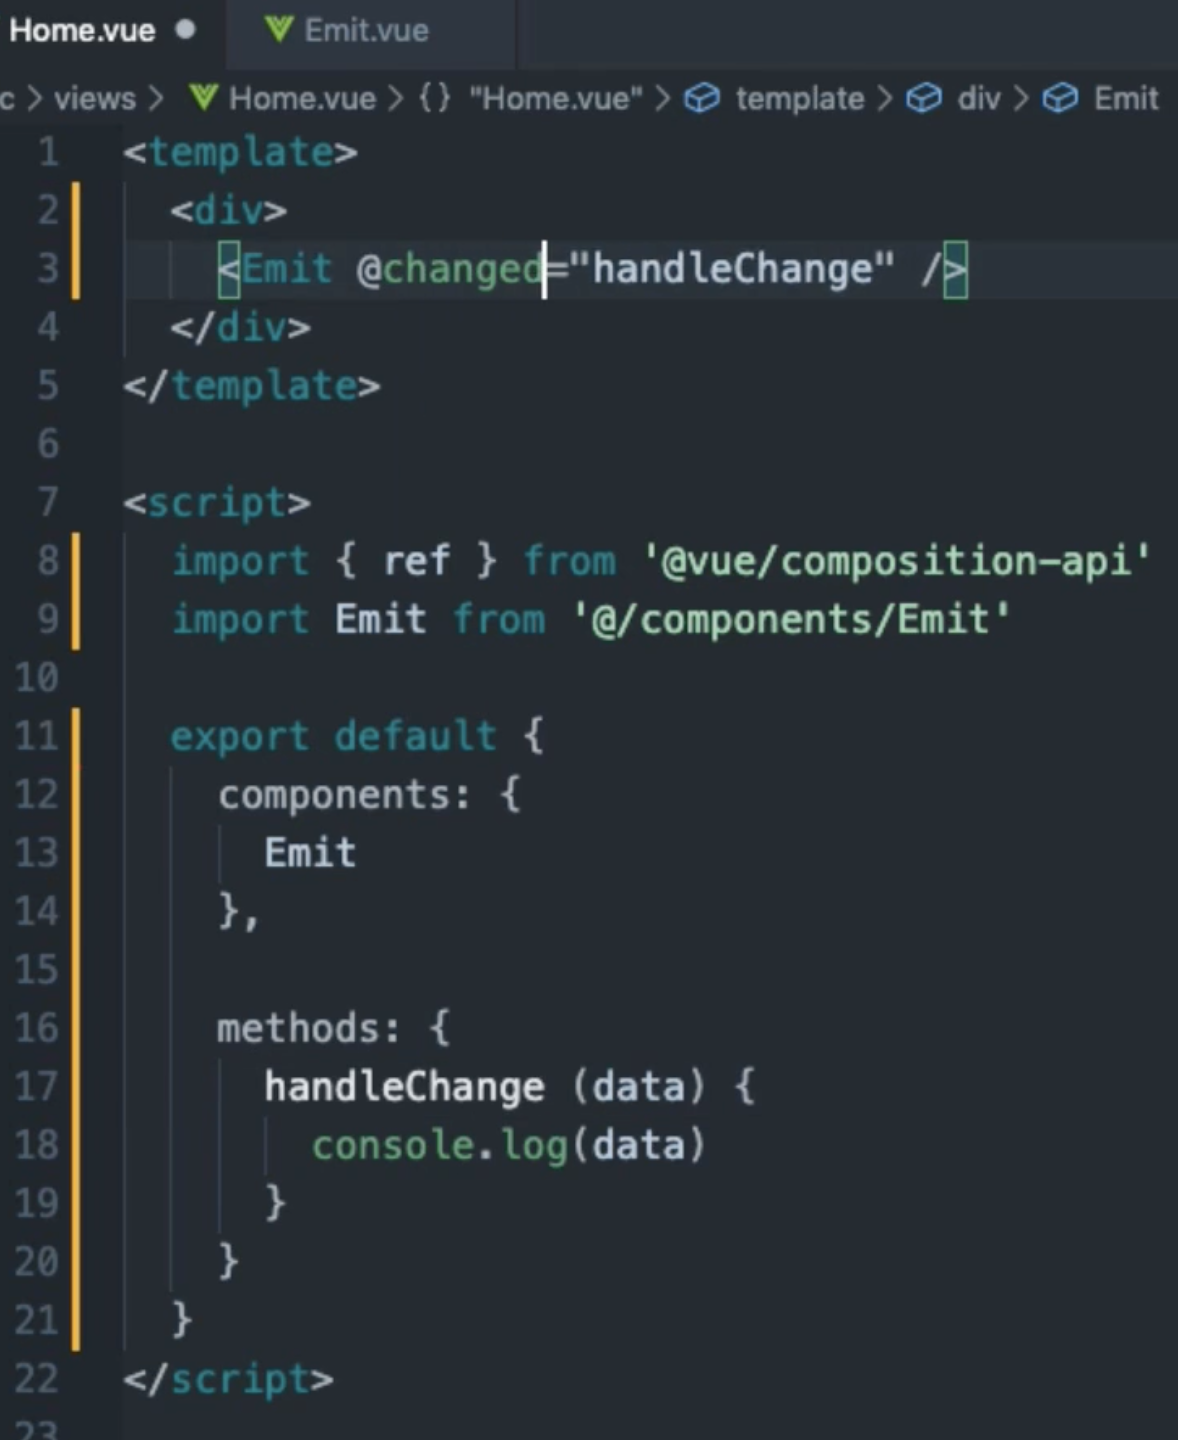 Home.vue Emit.vue
c > views > Home.vue > {} "Home.vue" > template > div > Emit
1 <template>
2   <div>
3     <Emit @changed="handleChange" />
4   </div>
5 </template>
6
7 <script>
8   import { ref } from '@vue/composition-api'
9   import Emit from '@/components/Emit'
10
11   export default {
12     components: {
13       Emit
14     },
15
16     methods: {
17       handleChange (data) {
18         console.log(data)
19       }
20     }
21   }
22 </script>
23